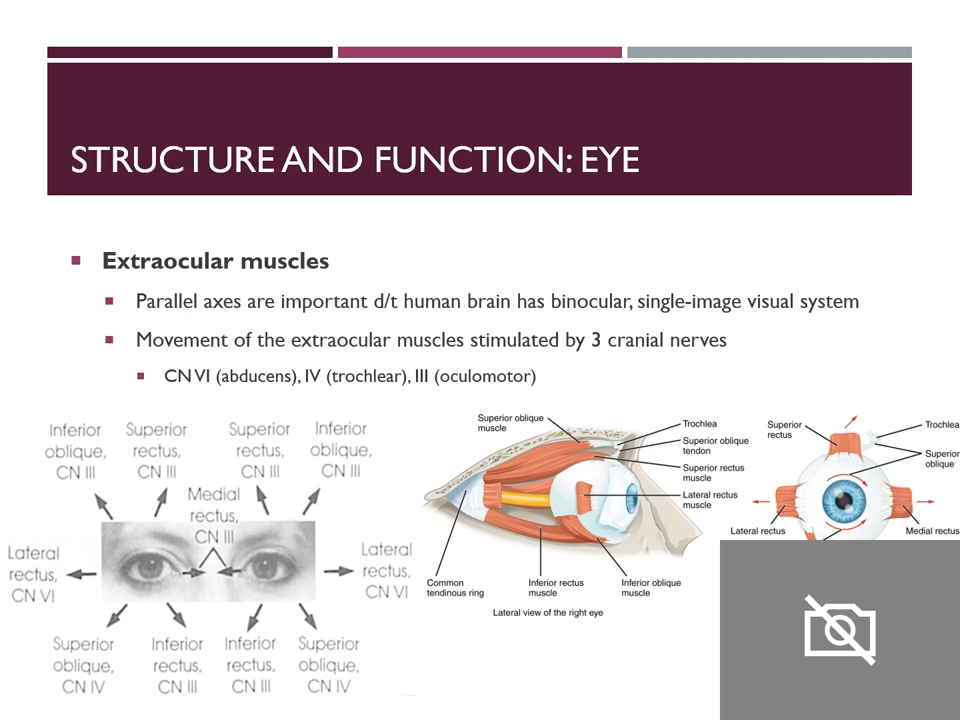 STRUCTURE AND FUNCTION: EYE
Extraocular muscles
Parallel axes are important d/t human brain has binocular, single-image visual system
Movement of the extraocular muscles stimulated by 3 cranial nerves
CN VI (abducens), IV (trochlear), III (oculomotor)
Inferior
oblique,
CN III
Superior
rectus,
CN III
Superior
rectus,
CN III
Inferior
oblique,
CN III
Medial
rectus,
CN III
Lateral
rectus,
CN VI
Lateral
rectus,
CN VI
Superior
oblique,
CN IV
Inferior
rectus,
CN III
Inferior
rectus,
CN III
Superior
oblique,
CN IV
Superior oblique
muscle
Trochlea
Superior oblique
tendon
Superior rectus
muscle
Lateral rectus
muscle
Common
tendinous ring
Inferior rectus
muscle
Inferior oblique
muscle
Lateral view of the right eye
Superior
rectus
Trochlea
Superior
oblique
Lateral rectus
Medial rectus